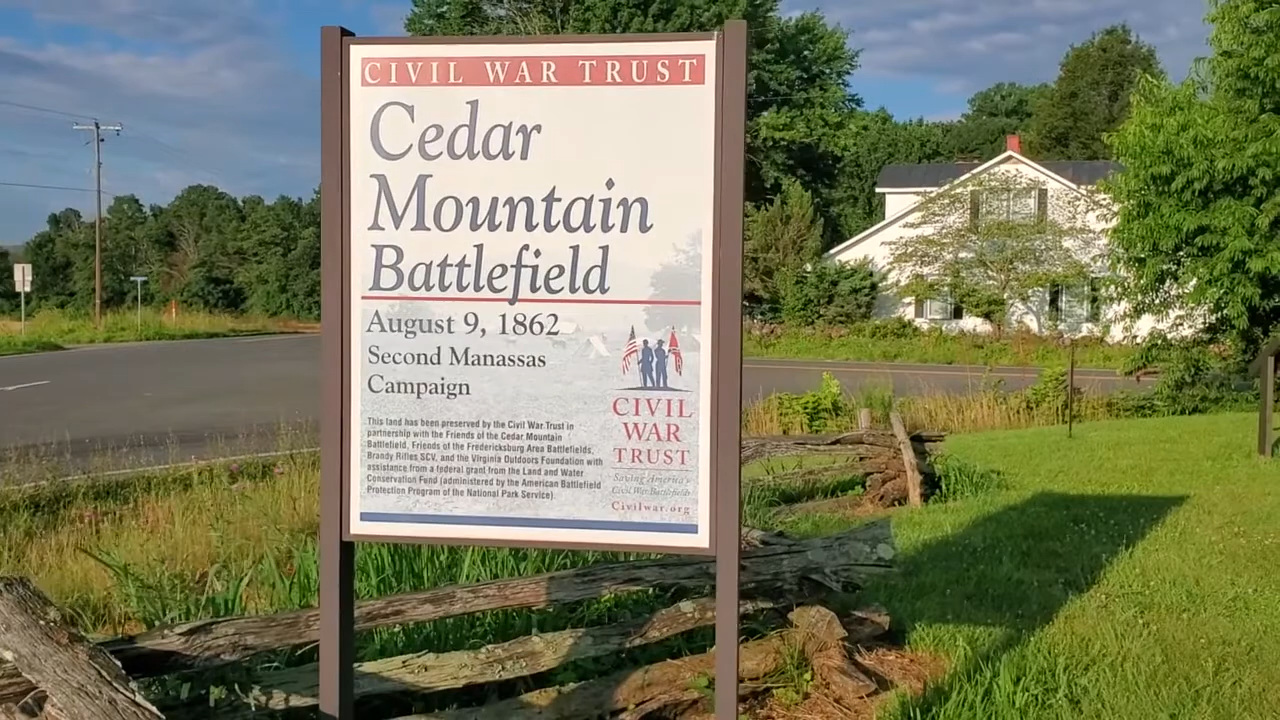 CIVIL WAR TRUST
Cedar
Mountain
Battlefield
August 9, 1862
Second Manassas
Campaign
This land has been preserved by the Civil War Trust in
partnership with the Friends of the Cedar Mountain
Battlefield, Friends of the Fredericksburg Area Battlefields,
Brandy Rifles SCV, and the Virginia Outdoors Foundation with
assistance from a federal grant from the Land and Water
Conservation Fund (administered by the American Battlefield
Protection Program of the National Park Service).
CIVIL
WAR
TRUST
Saving America's
Civil War Battlefields
Civilwar.org